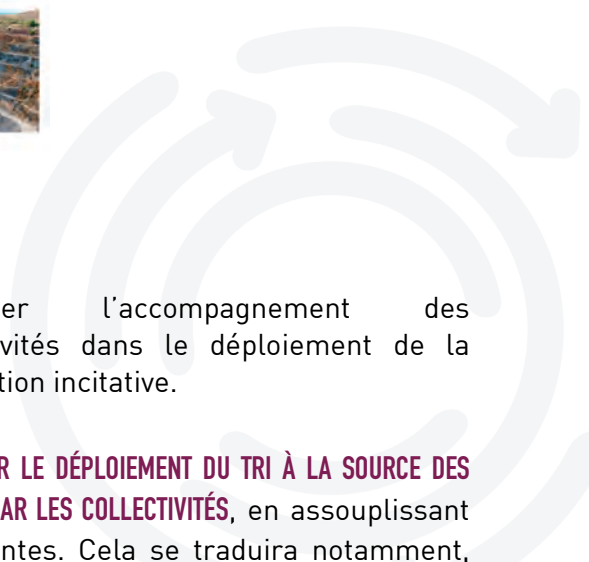 er l’accompagnement des
vités dans le déploiement de la
tion incitative.
R LE DÉPLOIEMENT DU TRI À LA SOURCE DES
AR LES COLLECTIVITÉS, en assouplissant
ntes. Cela se traduira notamment,